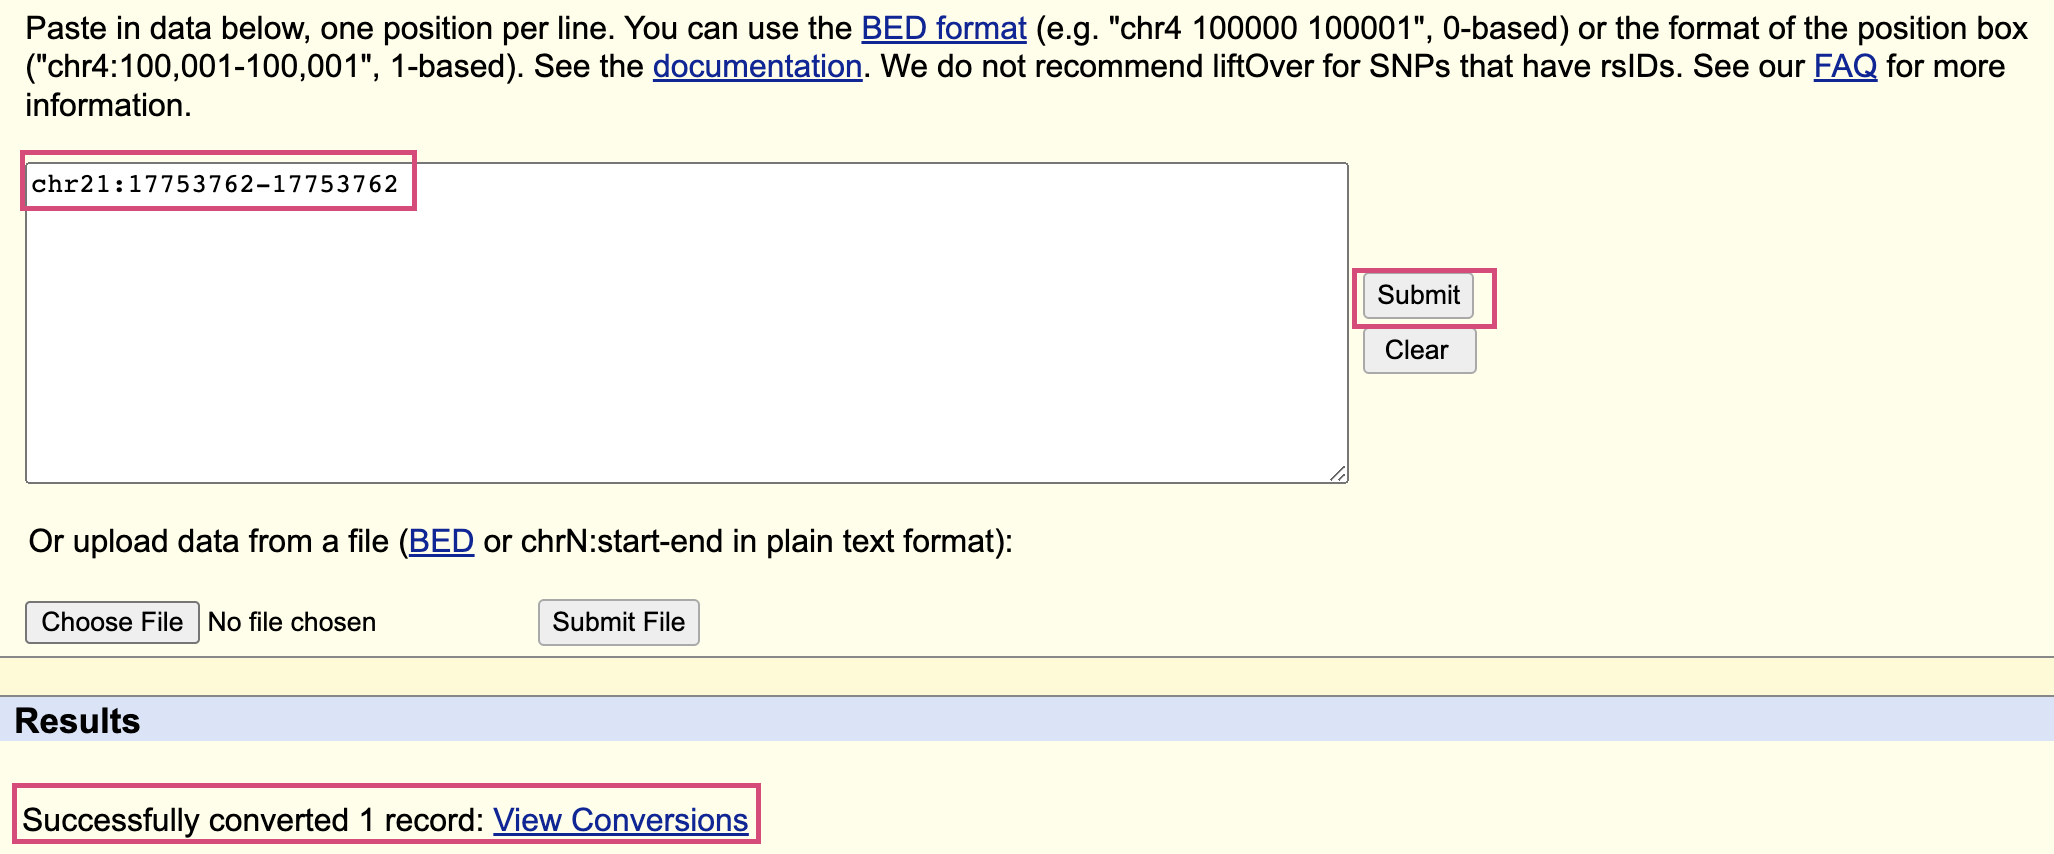 Paste in data below, one position per line. You can use the BED format (e.g. "chr4 100000 100001", 0-based) or the format of the position box
("chr4:100,001-100,001", 1-based). See the documentation. We do not recommend liftOver for SNPs that have rsIDs. See our FAQ for more
information.
chr21:17753762-17753762
Submit
Clear
Or upload data from a file (BED or chrN:start-end in plain text format):
Choose File No file chosen Submit File
Results
Successfully converted 1 record: View Conversions